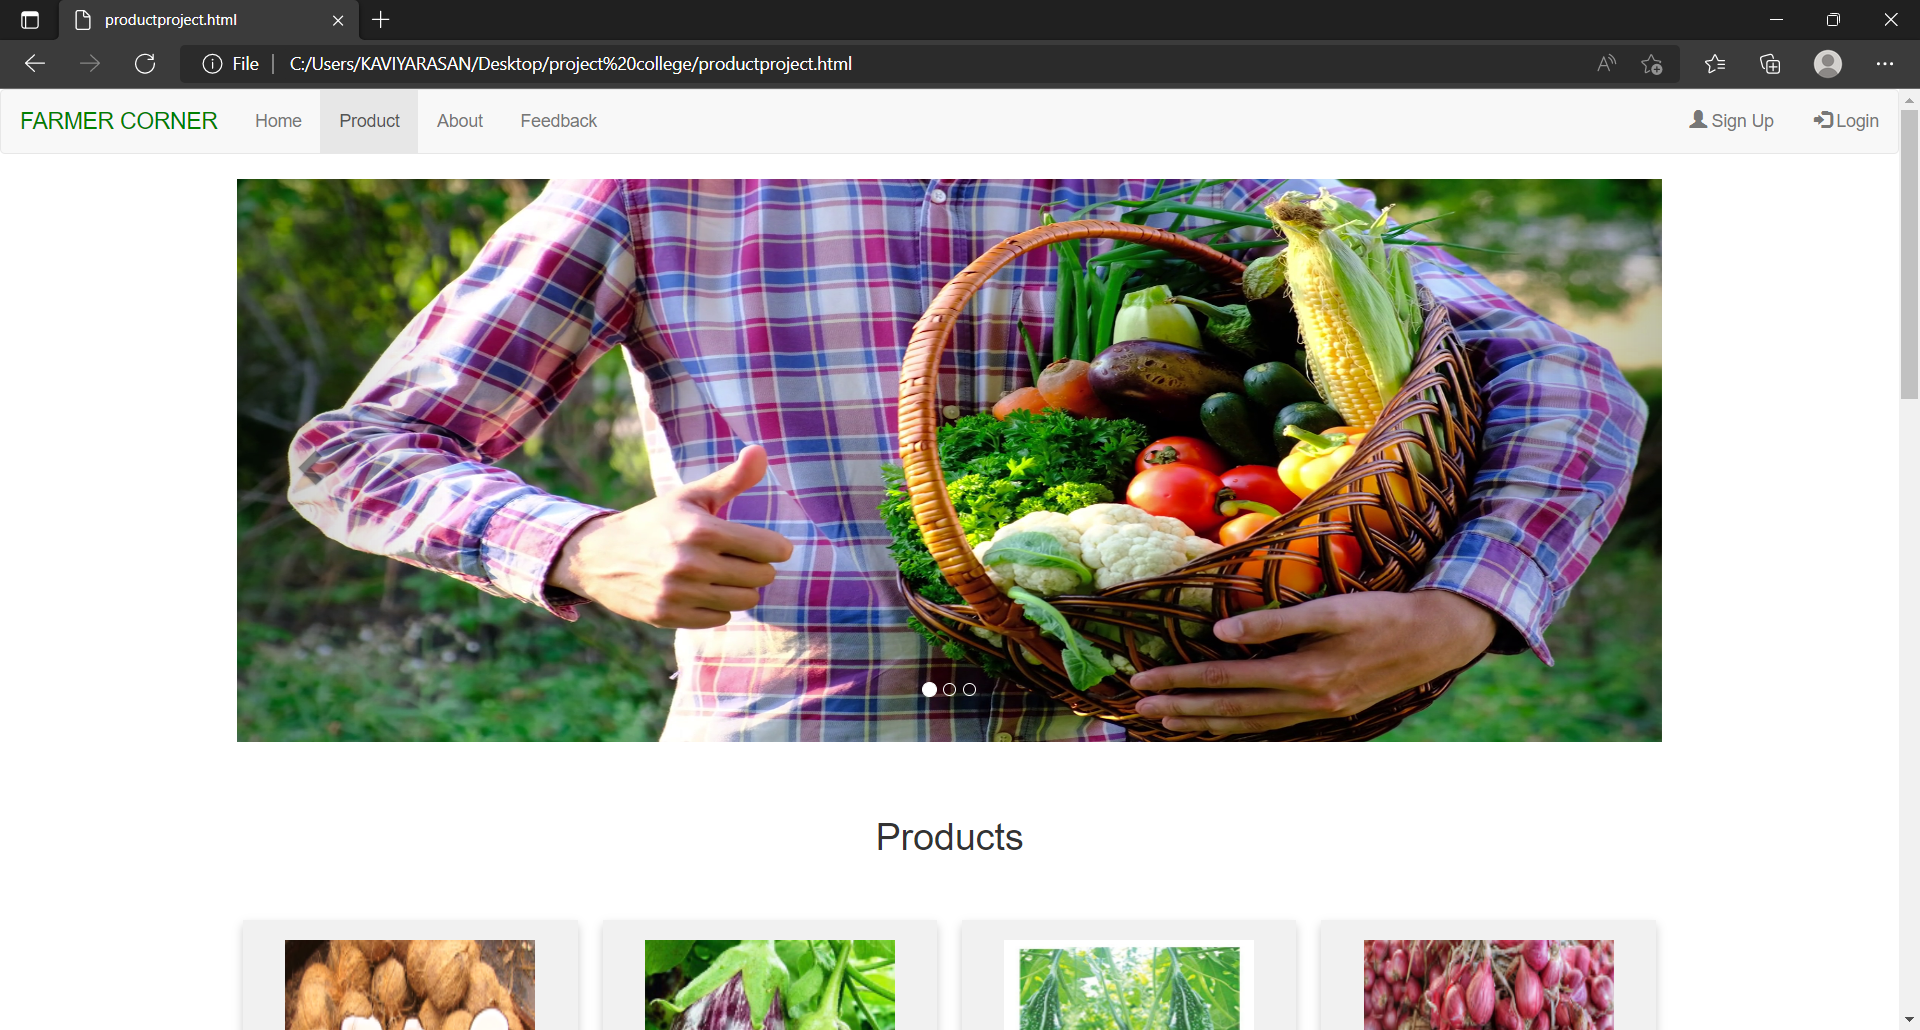 productproject.html
File
C:/Users/KAVIYARASAN/Desktop/project%20college/productproject.html
FARMER CORNER Home Product About Feedback Sign Up Login
Products